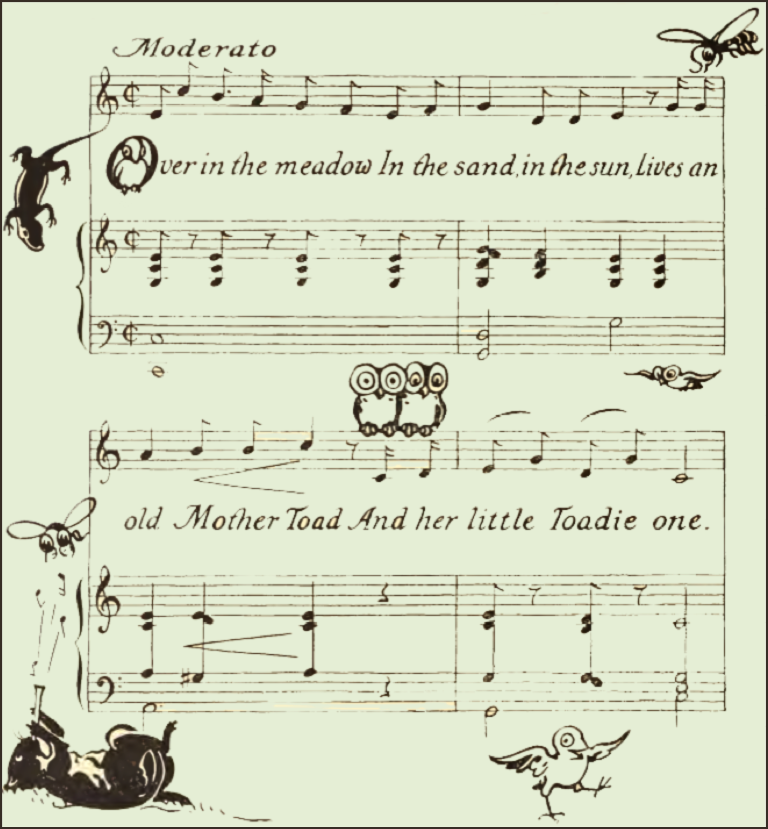 Moderato
Over in the meadow In the sand, in the sun, lives an
old Mother Toad And her little Toadie one.